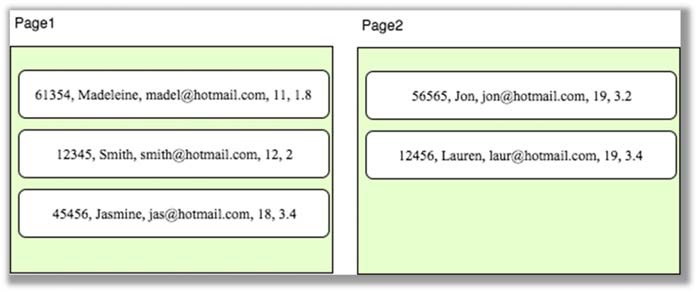 Page1
61354, Madeleine, madel@hotmail.com, 11, 1.8
12345, Smith, smith@hotmail.com, 12, 2
45456, Jasmine, jas@hotmail.com, 18, 3.4
Page2
56565, Jon, jon@hotmail.com, 19, 3.2
12456, Lauren, laur@hotmail.com, 19, 3.4